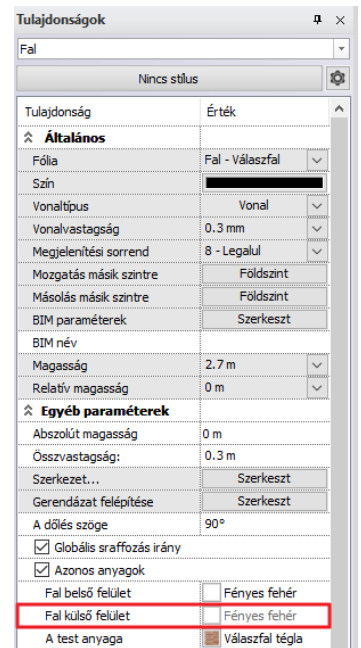 Tulajdonságok
Fal
Nincs stílus
Tulajdonság Érték
Általános
Fólia Fal - Válaszfal
Szín
Vonaltípus Vonal
Vonalvastagság 0.3 mm
Megjelenítési sorrend 8 - Legalul
Mozgatás másik szintre Földszint
Másolás másik szintre Földszint
BIM paraméterek Szerkeszt
BIM név
Magasság 2.7 m
Relatív magasság 0 m
Egyéb paraméterek
Abszolút magasság 0 m
Összvastagság: 0.3 m
Szerkezet... Szerkeszt
Gerendázat felépítése Szerkeszt
A dőlés szöge 90°
Globális sraffozás irány
Azonos anyagok
Fal belső felület Fényes fehér
Fal külső felület Fényes fehér
A test anyaga Válaszfal tégla